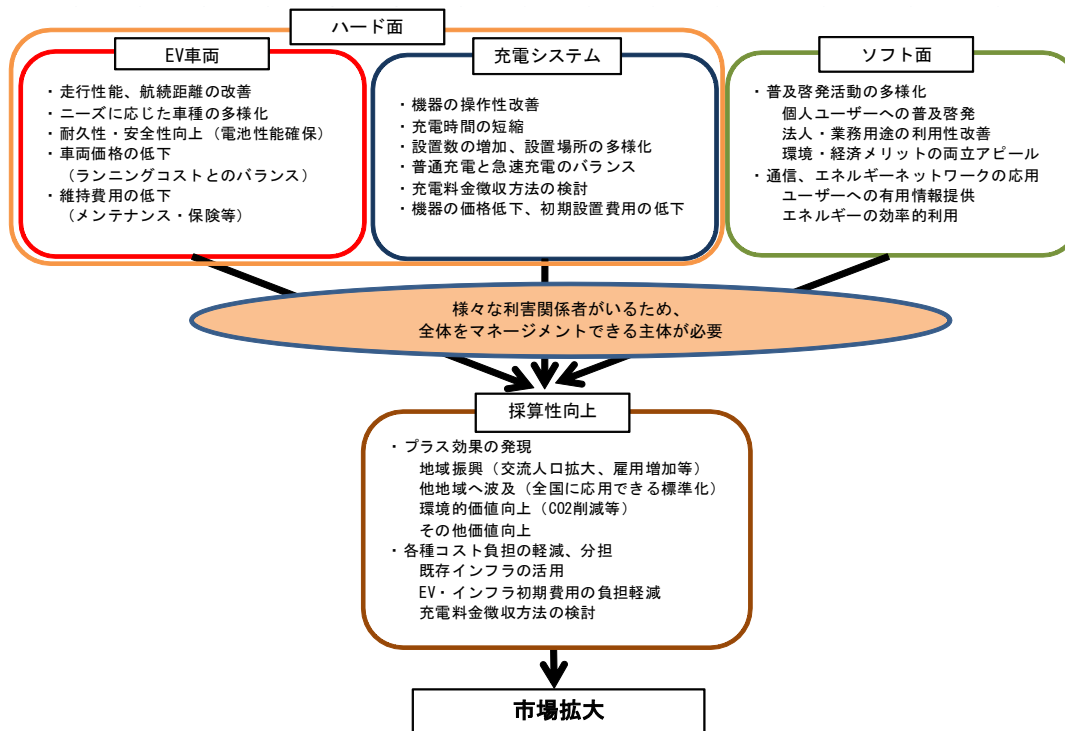 ハード面
EV車両
・走行性能、航続距離の改善
・ニーズに応じた車種の多様化
・耐久性・安全性向上（電池性能確保）
・車両価格の低下
（ランニングコストとのバランス）
・維持費用の低下
（メンテナンス・保険等）
充電システム
・機器の操作性改善
・充電時間の短縮
・設置数の増加、設置場所の多様化
・普通充電と急速充電のバランス
・充電料金徴収方法の検討
・機器の価格低下、初期設置費用の低下
ソフト面
・普及啓発活動の多様化
個人ユーザーへの普及啓発
法人・業務用途の利用性改善
環境・経済メリットの両立アピール
・通信、エネルギーネットワークの応用
ユーザーへの有用情報提供
エネルギーの効率的利用
様々な利害関係者がいるため、
全体をマネージメントできる主体が必要
採算性向上
・プラス効果の発現
地域振興（交流人口拡大、雇用増加等）
他地域へ波及（全国に応用できる標準化）
環境的価値向上（CO2削減等）
その他価値向上
・各種コスト負担の軽減、分担
既存インフラの活用
EV・インフラ初期費用の負担軽減
充電料金徴収方法の検討
市場拡大